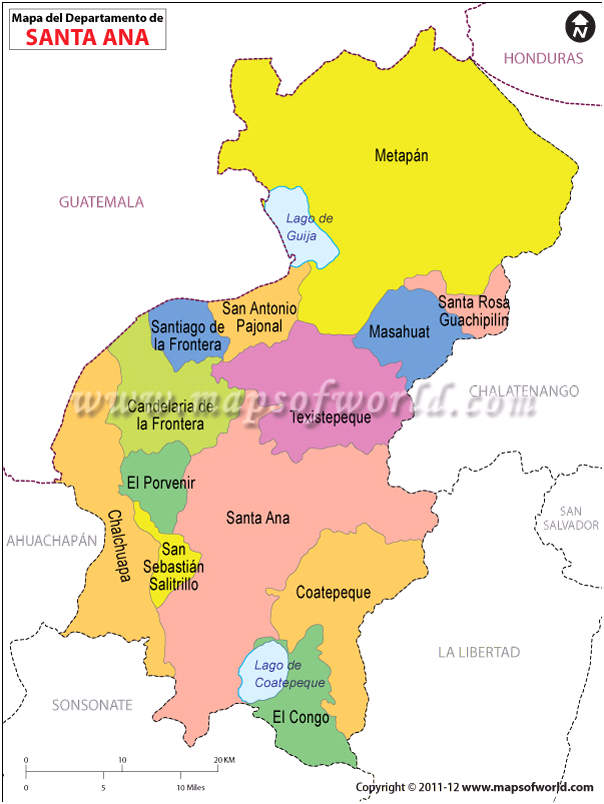 Mapa del Departamento de
SANTA ANA
N
HONDURAS
Metapán
GUATEMALA
Lago de
Guija
San Antonio
Pajonal
Santa Rosa
Guachipilín
Santiago de
la Frontera
Masahuat
CHALATENANGO
www.mapsofworld.com
Candelaria de
la Frontera
Texistepeque
El Porvenir
Santa Ana
SAN
SALVADOR
AHUACHAPÁN
Chalchuapa
San
Sebastián
Salitrillo
Coatepeque
LA LIBERTAD
Lago de
Coatepeque
SONSONATE
El Congo
0 10 20 KM
0 5 10 Miles
Copyright © 2011-12 www.mapsofworld.com